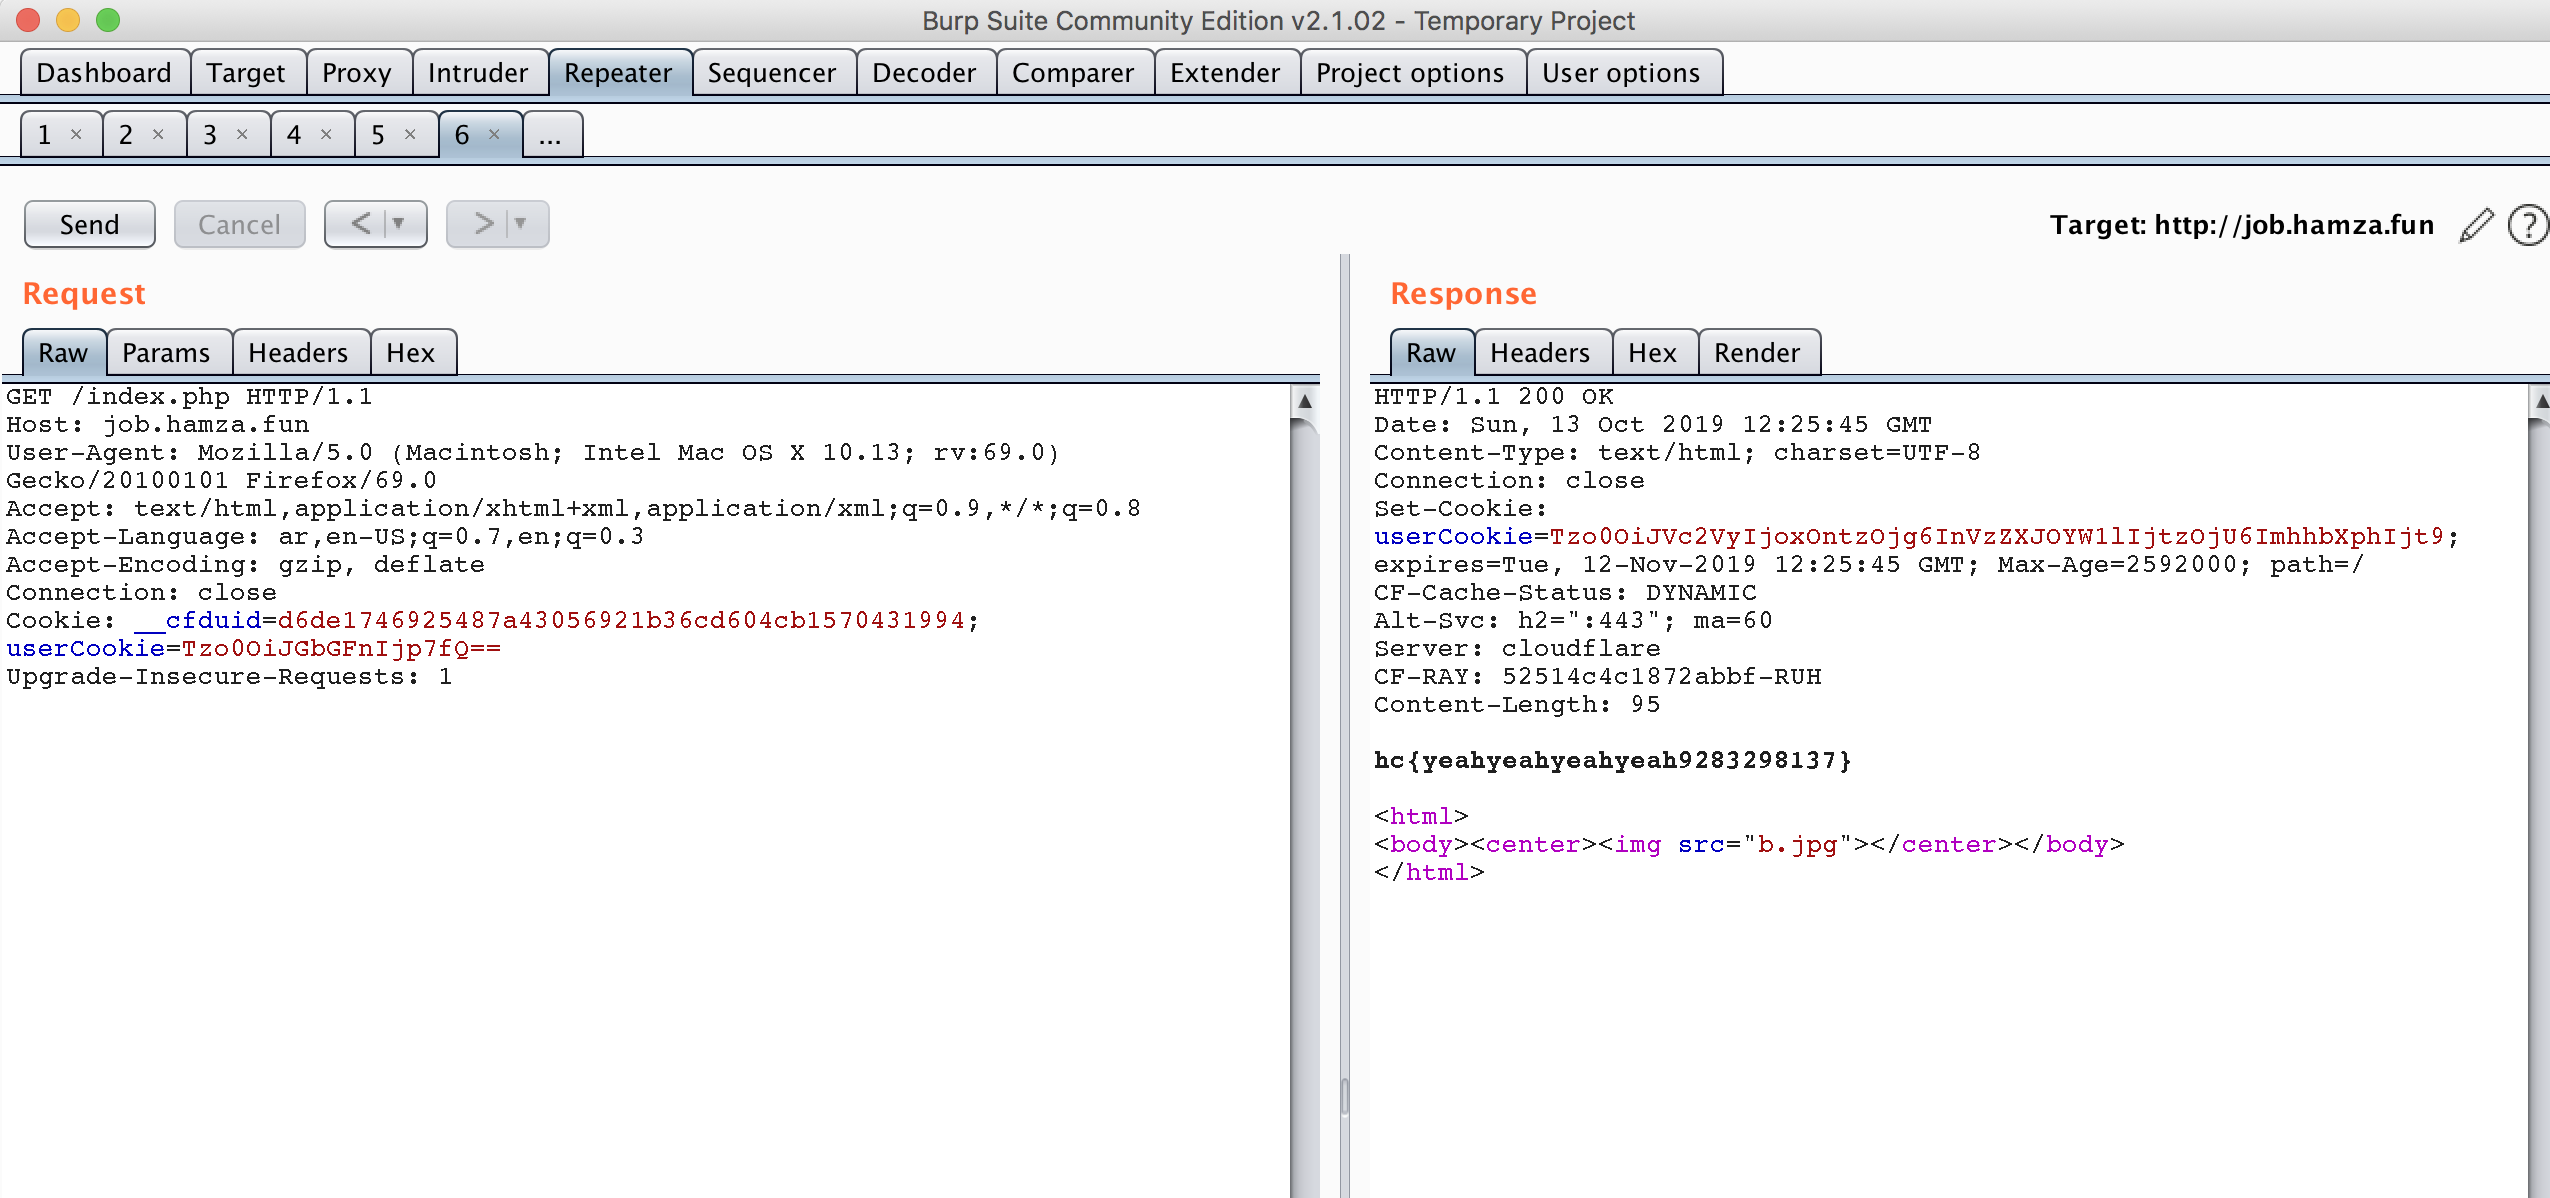 Burp Suite Community Edition v2.1.02 - Temporary Project
Dashboard Target Proxy Intruder Repeater Sequencer Decoder Comparer Extender Project options User options
1 × 2 × 3 × 4 × 5 × 6 × ...
Send Cancel < > Target: http://job.hamza.fun ?
Request
Raw Params Headers Hex
GET /index.php HTTP/1.1
Host: job.hamza.fun
User-Agent: Mozilla/5.0 (Macintosh; Intel Mac OS X 10.13; rv:69.0)
Gecko/20100101 Firefox/69.0
Accept: text/html,application/xhtml+xml,application/xml;q=0.9,*/*;q=0.8
Accept-Language: ar,en-US;q=0.7,en;q=0.3
Accept-Encoding: gzip, deflate
Connection: close
Cookie: __cfduid=d6de1746925487a43056921b36cd604cb1570431994;
userCookie=Tzo0OiJGbGFnIjp7fQ==
Upgrade-Insecure-Requests: 1
Response
Raw Headers Hex Render
HTTP/1.1 200 OK
Date: Sun, 13 Oct 2019 12:25:45 GMT
Content-Type: text/html; charset=UTF-8
Connection: close
Set-Cookie:
userCookie=Tzo0OiJVc2VyIjoxOntzOjg6InVzZXJOYW1lIjtzOjU6ImhhbXphIjt9;
expires=Tue, 12-Nov-2019 12:25:45 GMT; Max-Age=2592000; path=/
CF-Cache-Status: DYNAMIC
Alt-Svc: h2=":443"; ma=60
Server: cloudflare
CF-RAY: 52514c4c1872abbf-RUH
Content-Length: 95
hc{yeahyeahyeahyeah9283298137}
<html>
<body><center><img src="b.jpg"></center></body>
</html>